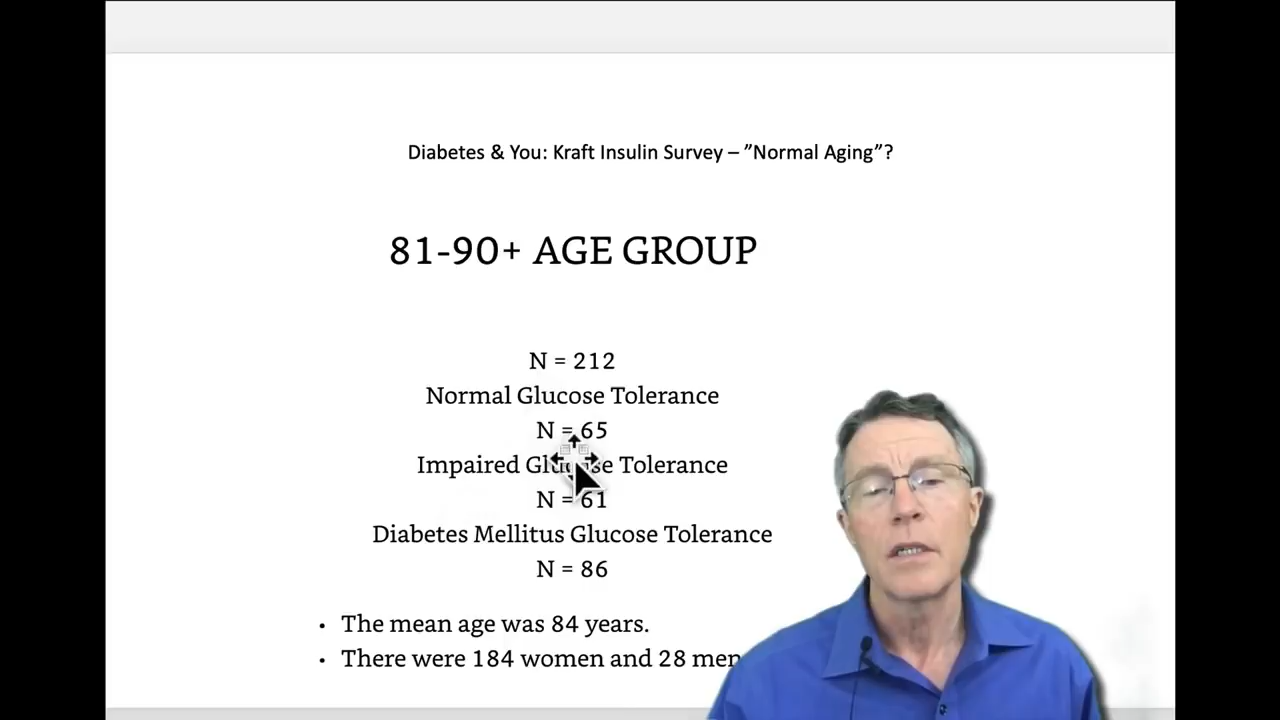 Diabetes & You: Kraft Insulin Survey – ”Normal Aging”?
81-90+ AGE GROUP
N = 212
Normal Glucose Tolerance
N = 65
Impaired Glucose Tolerance
N = 61
Diabetes Mellitus Glucose Tolerance
N = 86
• The mean age was 84 years.
• There were 184 women and 28 men